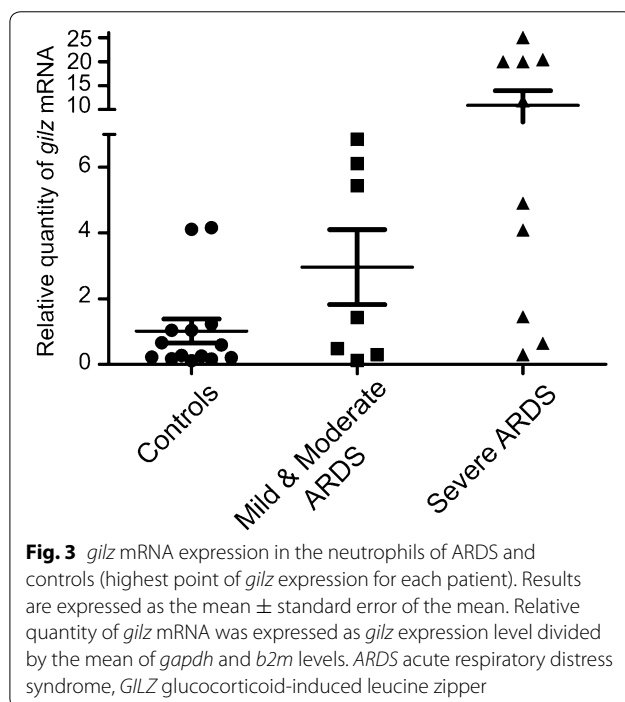 Relative quantity of gilz mRNA
25
20
15
10
6
4
2
0
Controls
Mild & Moderate
ARDS
Severe ARDS
Fig. 3 gilz mRNA expression in the neutrophils of ARDS and
controls (highest point of gilz expression for each patient). Results
are expressed as the mean ± standard error of the mean. Relative
quantity of gilz mRNA was expressed as gilz expression level divided
by the mean of gapdh and b2m levels. ARDS acute respiratory distress
syndrome, GILZ glucocorticoid-induced leucine zipper